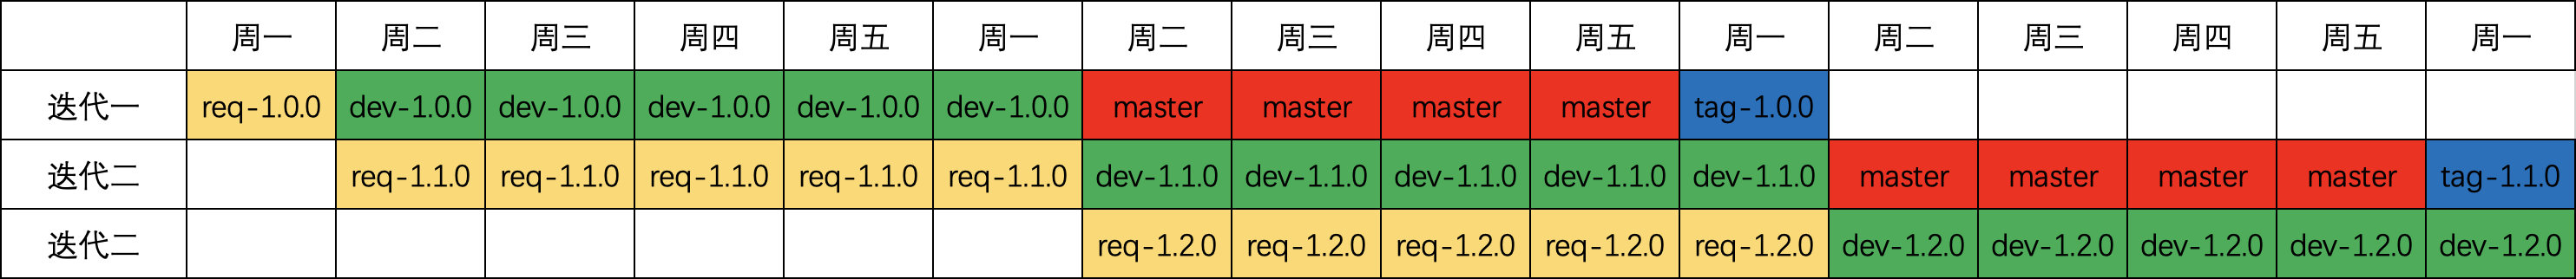 周一 周二 周三 周四 周五 周一 周二 周三 周四 周五 周一 周二 周三 周四 周五 周一
迭代一 req-1.0.0 dev-1.0.0 dev-1.0.0 dev-1.0.0 dev-1.0.0 dev-1.0.0 master master master master tag-1.0.0
迭代二 req-1.1.0 req-1.1.0 req-1.1.0 req-1.1.0 req-1.1.0 dev-1.1.0 dev-1.1.0 dev-1.1.0 dev-1.1.0 dev-1.1.0 master master master master tag-1.1.0
迭代二 req-1.2.0 req-1.2.0 req-1.2.0 req-1.2.0 req-1.2.0 dev-1.2.0 dev-1.2.0 dev-1.2.0 dev-1.2.0 dev-1.2.0